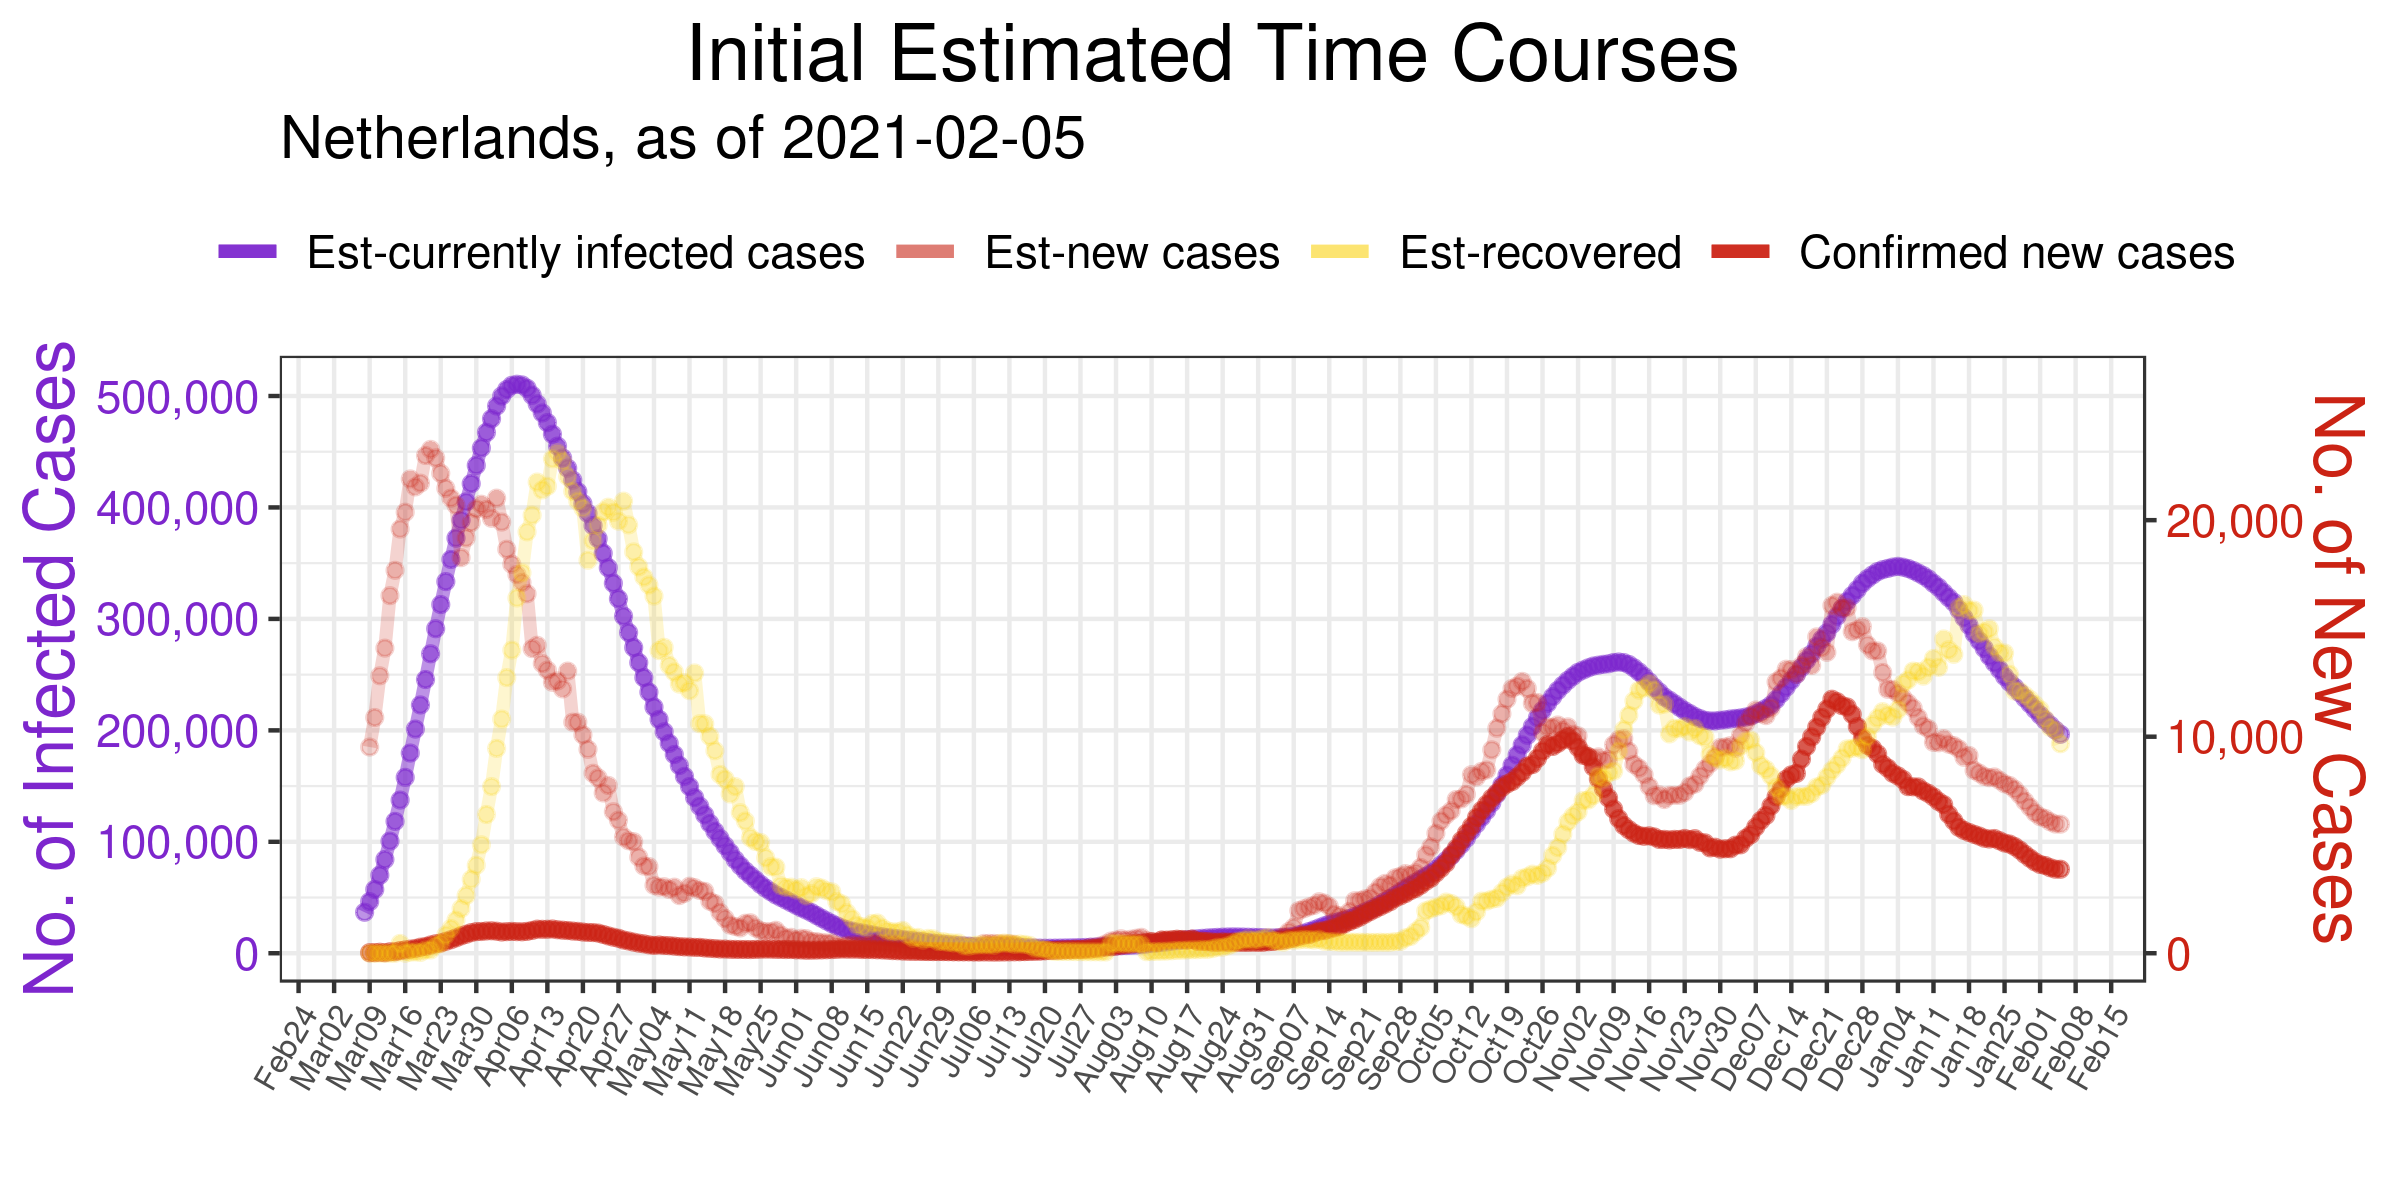 Initial Estimated Time Courses
Netherlands, as of 2021-02-05
Est-currently infected cases Est-new cases Est-recovered Confirmed new cases
No. of Infected Cases
500,000
400,000
300,000
200,000
100,000
0
20,000
10,000
0
No. of New Cases
Feb24 Mar02 Mar09 Mar16 Mar23 Mar30 Apr06 Apr13 Apr20 Apr27 May04 May11 May18 May25 Jun01 Jun08 Jun15 Jun22 Jun29 Jul06 Jul13 Jul20 Jul27 Aug03 Aug10 Aug17 Aug24 Aug31 Sep07 Sep14 Sep21 Sep28 Oct05 Oct12 Oct19 Oct26 Nov02 Nov09 Nov16 Nov23 Nov30 Dec07 Dec14 Dec21 Dec28 Jan04 Jan11 Jan18 Jan25 Feb01 Feb08 Feb15